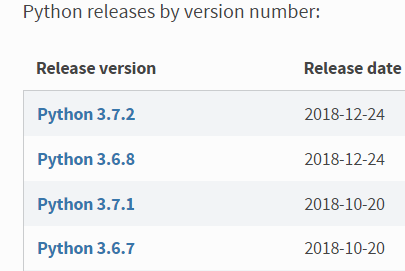 Python releases by version number:
Release version Release date
Python 3.7.2 2018-12-24
Python 3.6.8 2018-12-24
Python 3.7.1 2018-10-20
Python 3.6.7 2018-10-20